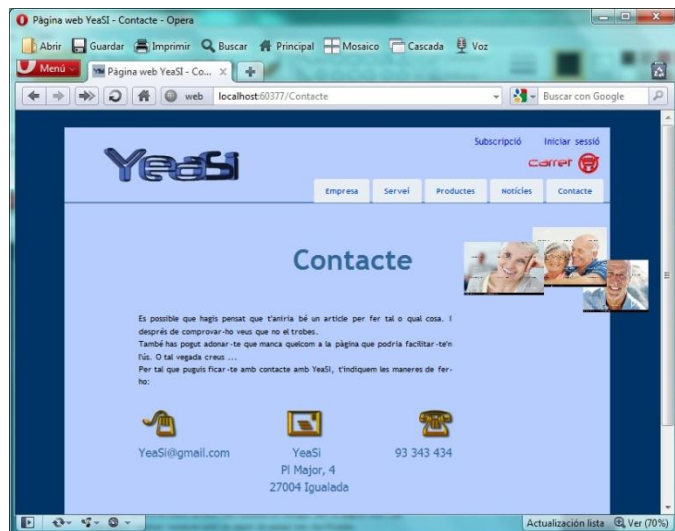 Pàgina web YeaSI - Contacte - Opera
Abrir Guardar Imprimir Buscar Principal Mosaico Cascada Voz
Menú Pàgina web YeaSI - Co...
web localhost:60377/Contacte Buscar con Google
Subscripció Iniciar sessió
YeaSi carret
Empresa Servei Productes Notícies Contacte
Contacte
Es possible que hagis pensat que t'aniria bé un article per fer tal o qual cosa. I
després de comprovar-ho veus que no el trobes.
També has pogut adonar-te que manca quelcom a la pàgina que podria facilitar-te'n
l'ús. O tal vegada creus ...
Per tal que puguis ficar-te amb contacte amb YeaSI, t'indiquem les maneres de fer-
ho:
YeaSi@gmail.com YeaSi 93 343 434
Pl Major, 4
27004 Igualada
Actualización lista Ver (70%)